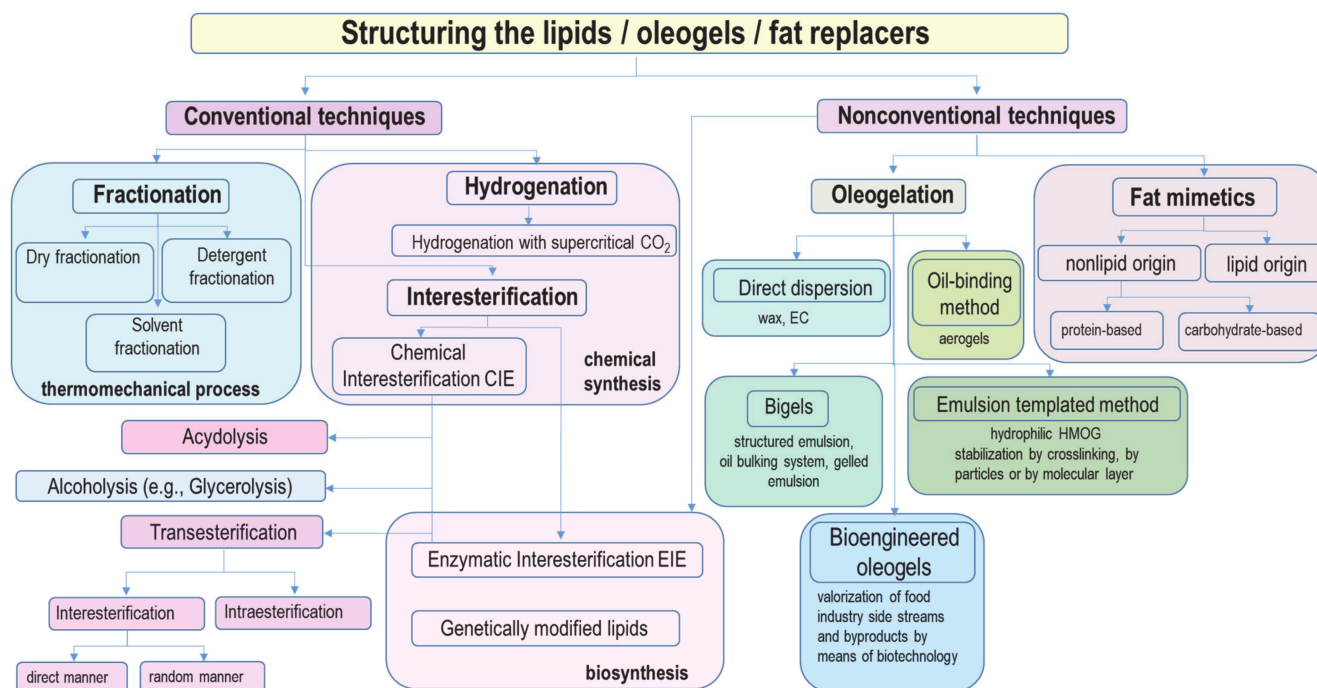 Structuring the lipids / oleogels / fat replacers
Conventional techniques
Nonconventional techniques
Fractionation
Dry fractionation
Detergent
fractionation
Solvent
fractionation
thermomechanical process
Hydrogenation
Hydrogenation with supercritical CO₂
Interesterification
Chemical
Interesterification CIE
chemical
synthesis
Acydolysis
Alcoholysis (e.g., Glycerolysis)
Transesterification
Interesterification
Intraesterification
direct manner
random manner
Enzymatic Interesterification EIE
Genetically modified lipids
biosynthesis
Oleogelation
Direct dispersion
wax, EC
Oil-binding
method
aerogels
Bigels
structured emulsion,
oil bulking system, gelled
emulsion
Emulsion templated method
hydrophilic HMOG
stabilization by crosslinking, by
particles or by molecular layer
Bioengineered
oleogels
valorization of food
industry side streams
and byproducts by
means of biotechnology
Fat mimetics
nonlipid origin
lipid origin
protein-based
carbohydrate-based